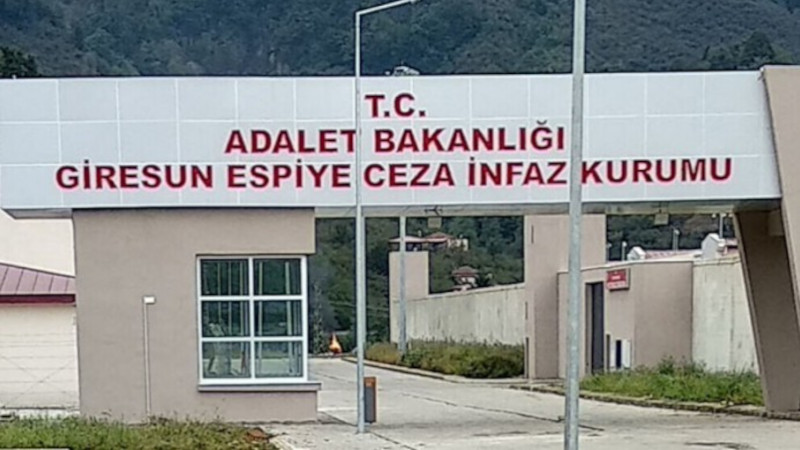 T.C.
ADALET BAKANLIĞI
GİRESUN ESPİYE CEZA İNFAZ KURUMU